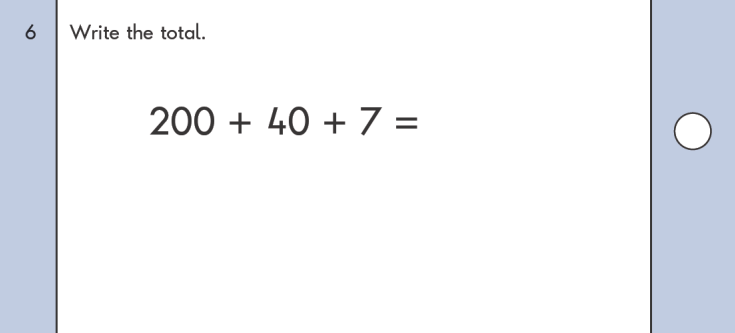 6 Write the total.
200 + 40 + 7 =